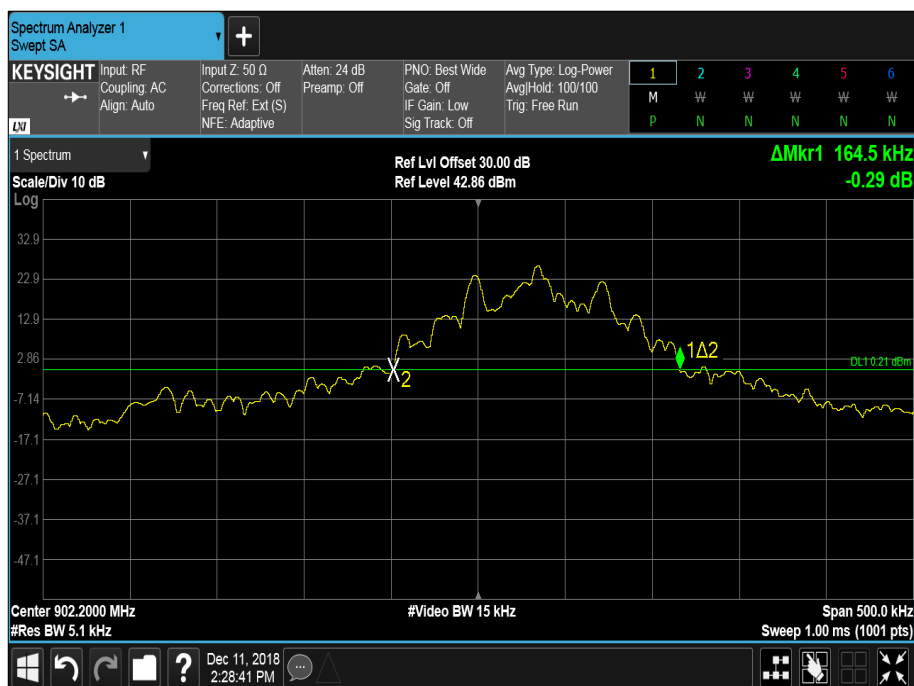 Spectrum Analyzer 1
Swept SA
+
KEYSIGHT
LXI
Input: RF
Coupling: AC
Align: Auto
Input Z: 50 Ω
Corrections: Off
Freq Ref: Ext (S)
NFE: Adaptive
Atten: 24 dB
Preamp: Off
PNO: Best Wide
Gate: Off
IF Gain: Low
Sig Track: Off
Avg Type: Log-Power
Avg|Hold: 100/100
Trig: Free Run
1 2 3 4 5 6
M W W W W W
P N N N N N
1 Spectrum
Scale/Div 10 dB
Log
Ref Lvl Offset 30.00 dB
Ref Level 42.86 dBm
ΔMkr1 164.5 kHz
-0.29 dB
32.9
22.9
12.9
2.86
-7.14
-17.1
-27.1
-37.1
-47.1
2
1Δ2
DL1 0.21 dBm
Center 902.2000 MHz
#Res BW 5.1 kHz
#Video BW 15 kHz
Span 500.0 kHz
Sweep 1.00 ms (1001 pts)
?
Dec 11, 2018
2:28:41 PM